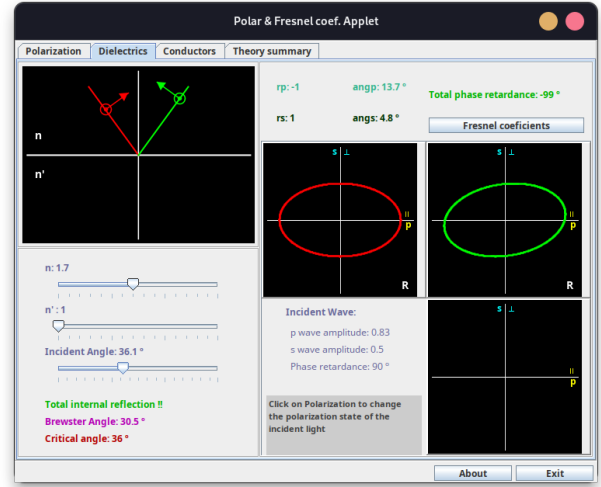 Polar & Fresnel coef. Applet
Polarization
Dielectrics
Conductors
Theory summary
n
n'
rp: -1
angp: 13.7 °
rs: 1
angs: 4.8 °
Total phase retardance: -99 °
Fresnel coeficients
s ⊥
= p
R
s ⊥
= p
R
n: 1.7
n' : 1
Incident Angle: 36.1 °
Total internal reflection !!
Brewster Angle: 30.5 °
Critical angle: 36 °
Incident Wave:
p wave amplitude: 0.83
s wave amplitude: 0.5
Phase retardance: 90 °
Click on Polarization to change
the polarization state of the
incident light
s ⊥
= p
About
Exit